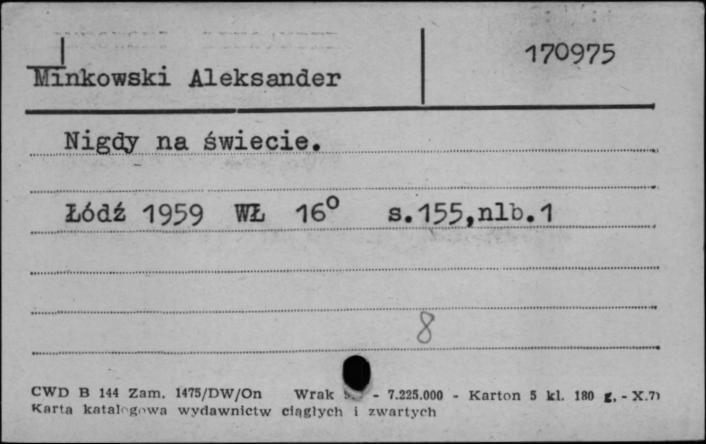 170975
Minkowski Aleksander
Nigdy na świecie.
Łódź 1959 WŁ 16° s.155,nlb.1
8
CWD B 144 Zam. 1475/DW/On Wrak - 7.225.000 - Karton 5 kl. 180 g. - X.71
Karta katalogowa wydawnictw ciągłych i zwartych